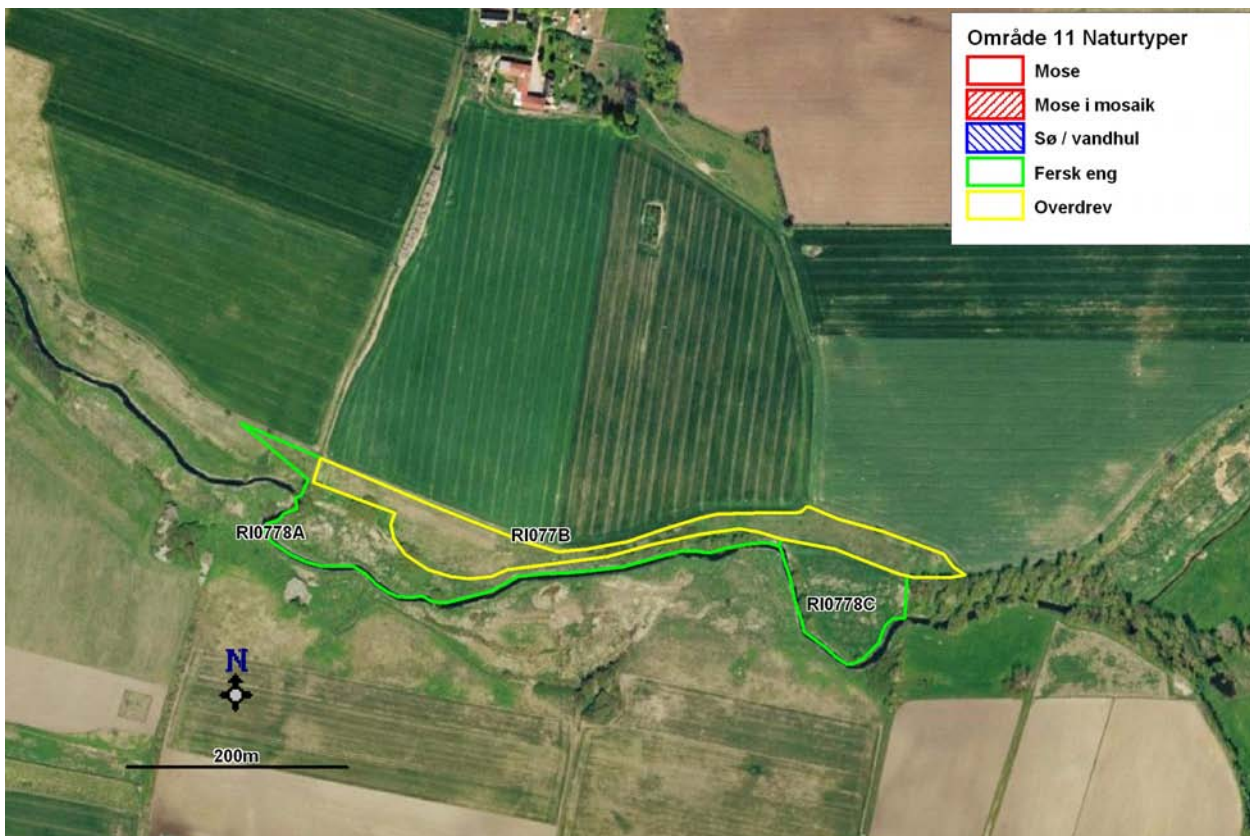 Område 11 Naturtyper
Mose
Mose i mosaik
Sø / vandhul
Fersk eng
Overdrev
RI0778A
RI077B
RI0778C
N
200m